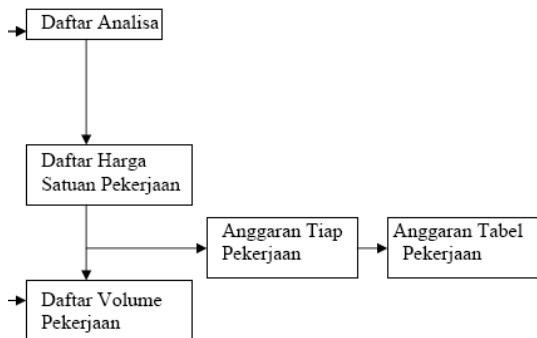 Daftar Analisa
Daftar Harga
Satuan Pekerjaan
Anggaran Tiap
Pekerjaan
Anggaran Tabel
Pekerjaan
Daftar Volume
Pekerjaan